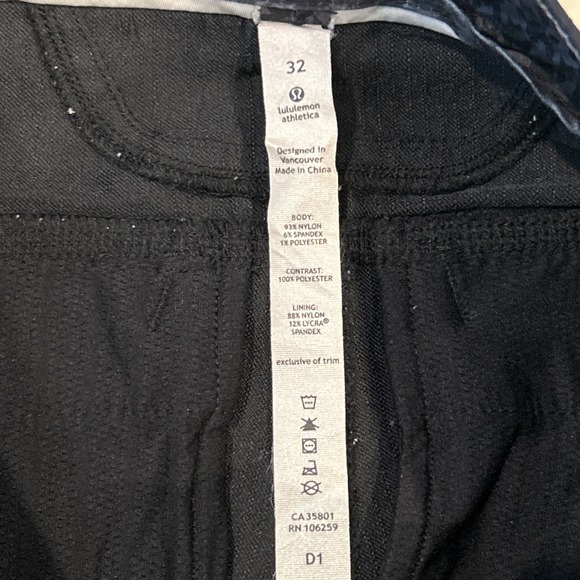 32
lululemon
athletica
Designed in
Vancouver
Made in China
BODY:
93% NYLON
6% SPANDEX
1% POLYESTER
CONTRAST:
100% POLYESTER
LINING:
88% NYLON
12% LYCRA®
SPANDEX
exclusive of trim
CA 35801
RN 106259
D1